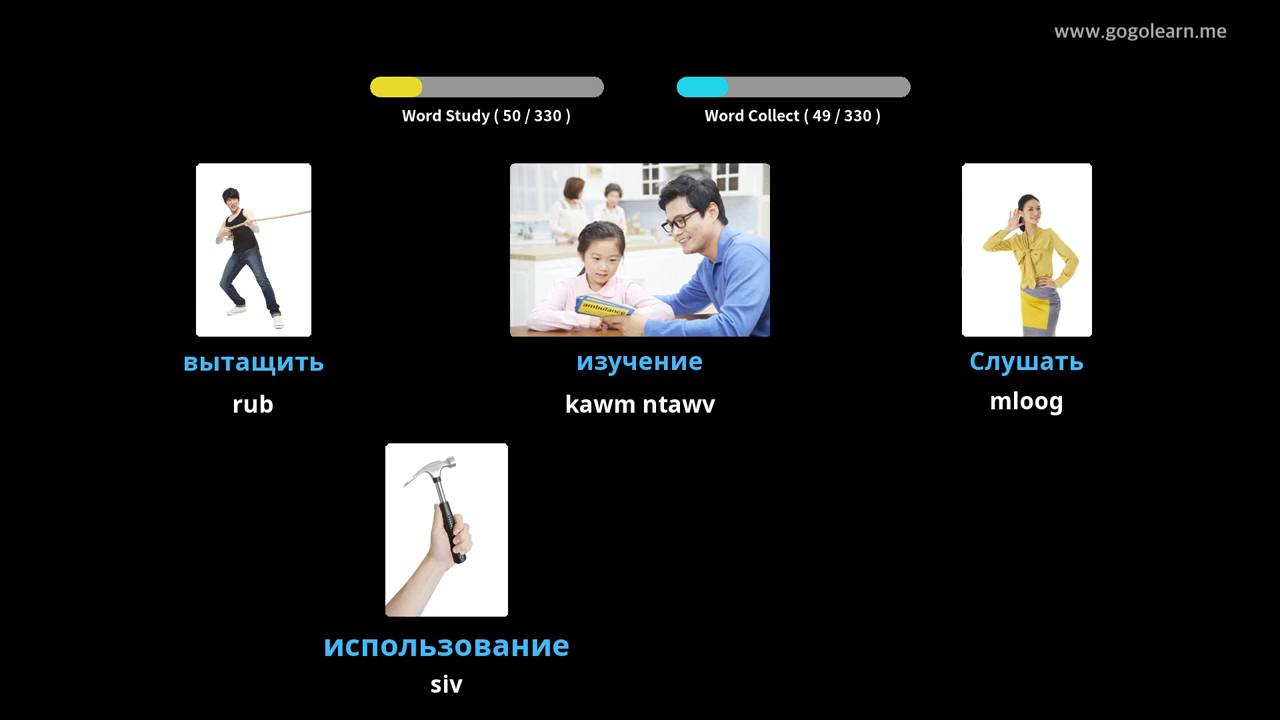 www.gogolearn.me
Word Study ( 50 / 330 )
Word Collect ( 49 / 330 )
ambulance
вытащить
изучение
Слушать
rub
kawm ntawv
mloog
использование
siv